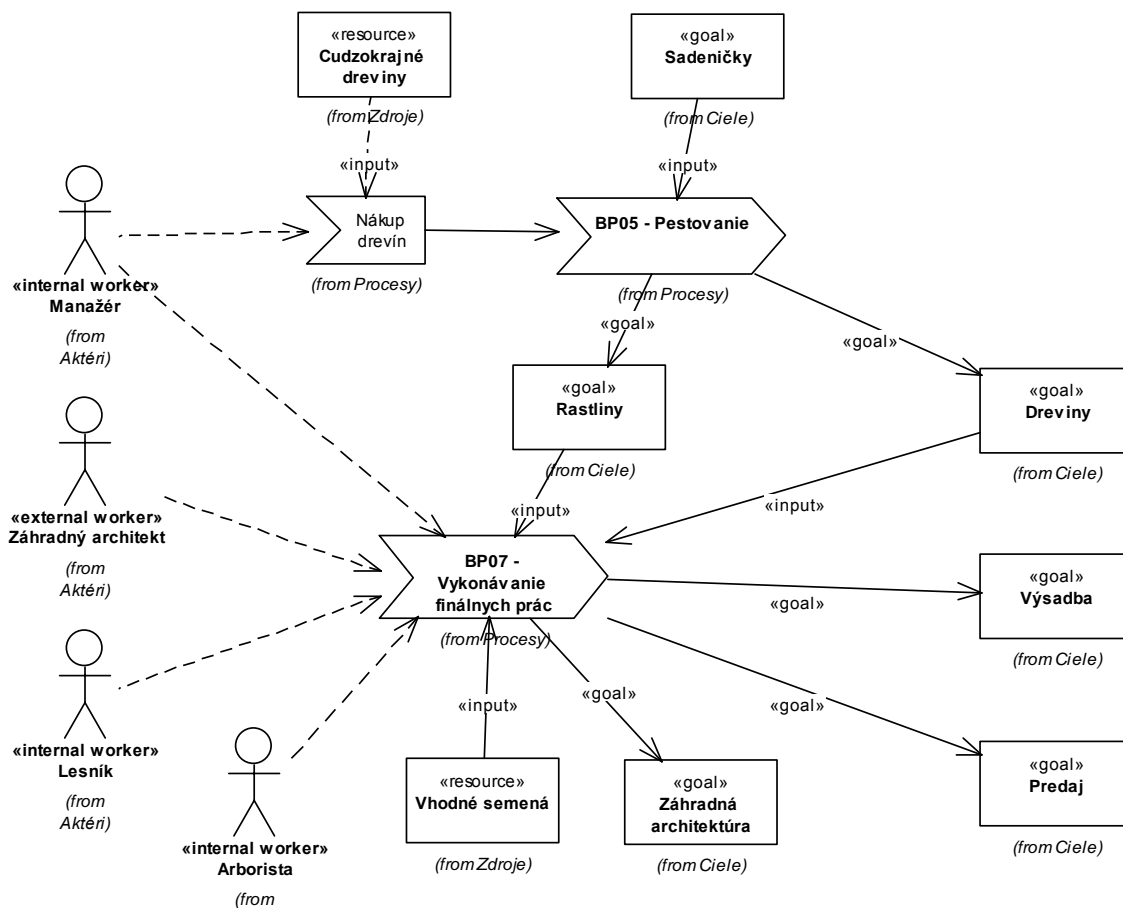 «resource»
Cudzokrajné
dreviny
(from Zdroje)
«goal»
Sadeničky
(from Ciele)
«input»
«input»
«internal worker»
Manažér
(from
Aktéri)
Nákup
drevín
(from Procesy)
BP05 - Pestovanie
(from Procesy)
«goal»
«goal»
«goal»
Rastliny
(from Ciele)
«goal»
Dreviny
(from Ciele)
«external worker»
Záhradný architekt
(from
Aktéri)
«input»
«input»
BP07 -
Vykonávanie
finálnych prác
(from Procesy)
«goal»
«goal»
Výsadba
(from Ciele)
«internal worker»
Lesník
(from
Aktéri)
«input»
«goal»
«goal»
«internal worker»
Arborista
(from
«resource»
Vhodné semená
(from Zdroje)
«goal»
Záhradná
architektúra
(from Ciele)
«goal»
Predaj
(from Ciele)